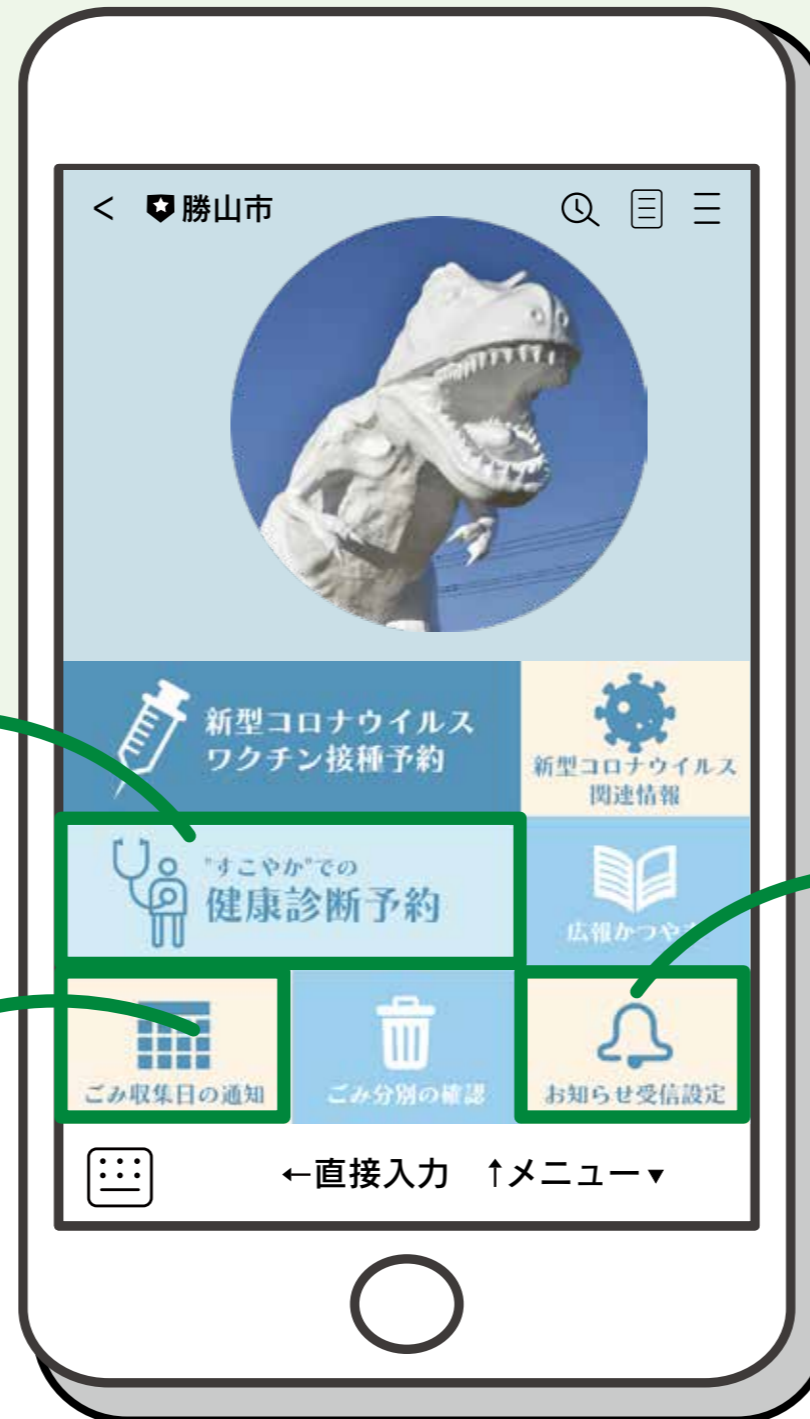 < 勝山市
新型コロナウイルス
ワクチン接種予約
新型コロナウイルス
関連情報
"すこやか"での
健康診断予約
広報かつや
ごみ収集日の通知
ごみ分別の確認
お知らせ受信設定
←直接入力 ↑メニュー▼